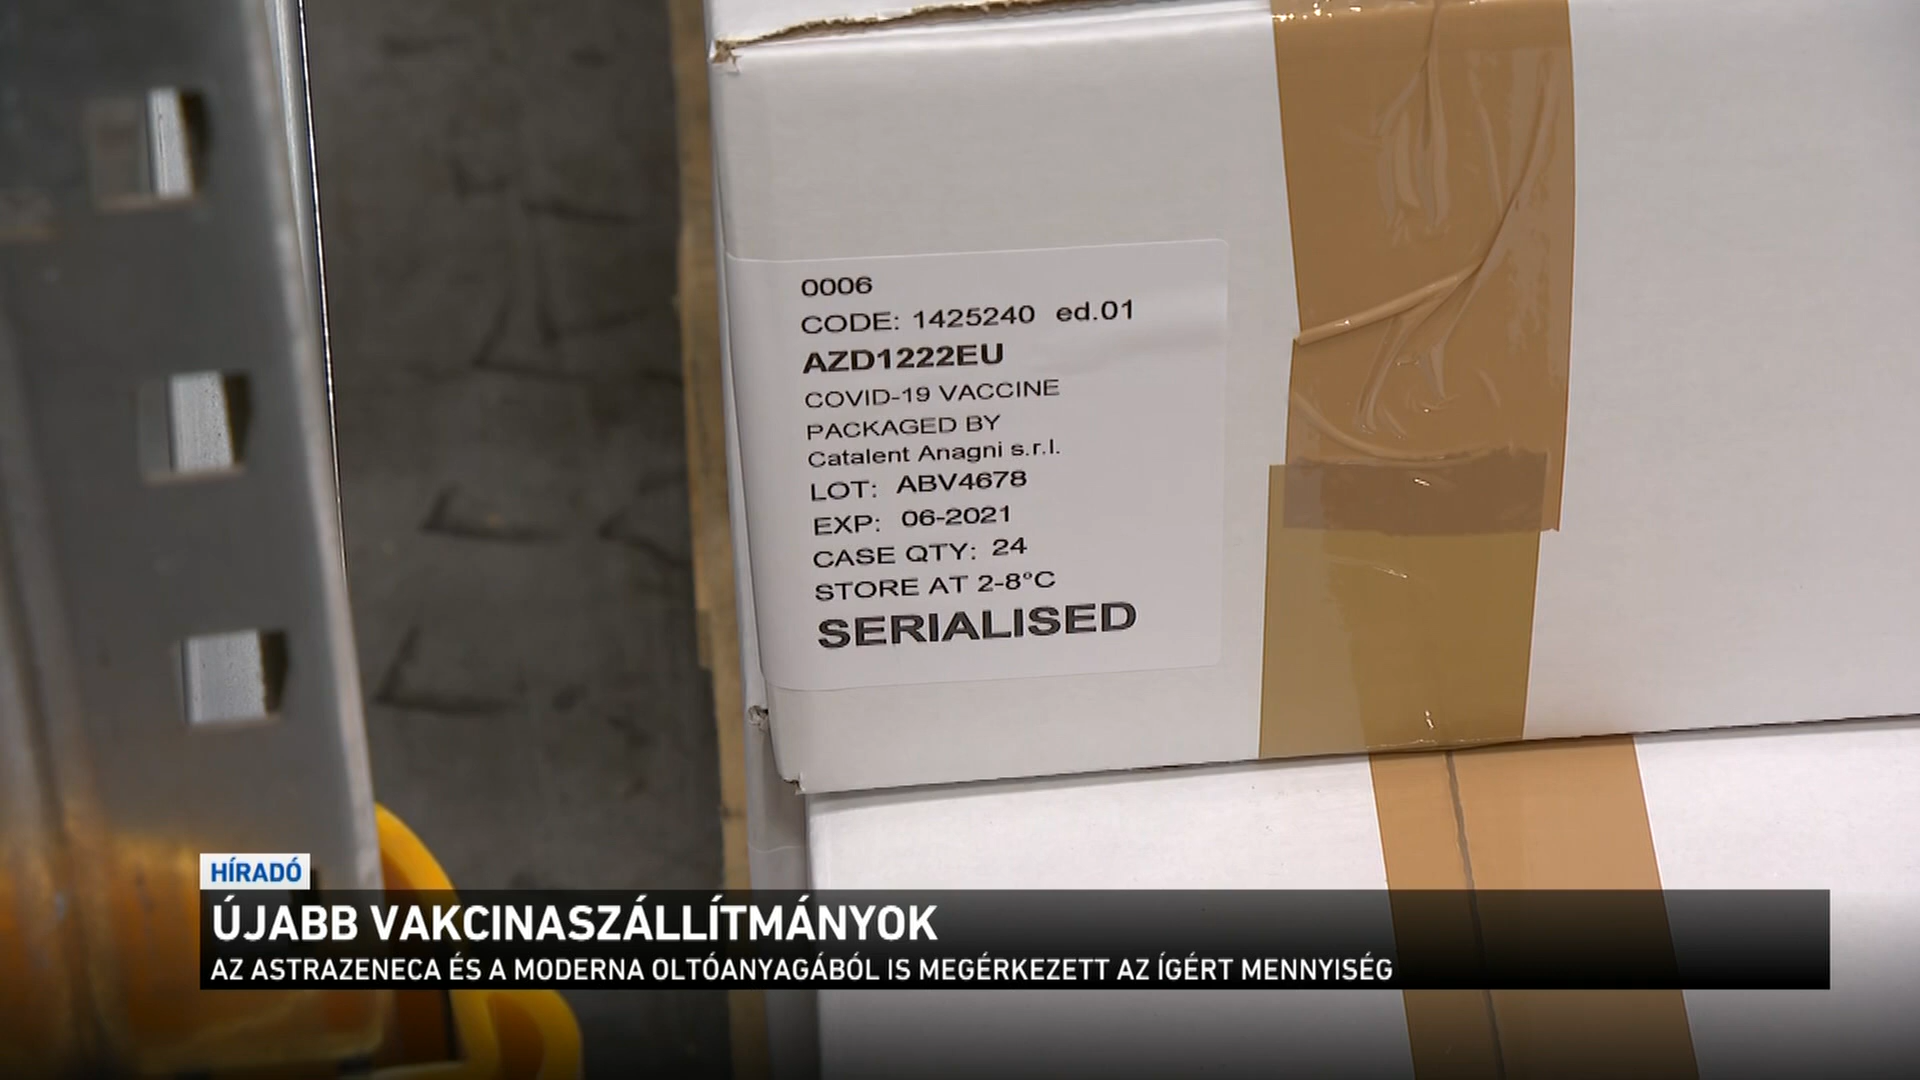 0006
CODE: 1425240 ed.01
AZD1222EU
COVID-19 VACCINE
PACKAGED BY
Catalent Anagni s.r.l.
LOT: ABV4678
EXP: 06-2021
CASE QTY: 24
STORE AT 2-8°C
SERIALISED
HÍRADÓ
ÚJABB VAKCINASZÁLLÍTMÁNYOK
AZ ASTRAZENECA ÉS A MODERNA OLTÓANYAGÁBÓL IS MEGÉRKEZETT AZ ÍGÉRT MENNYISÉG